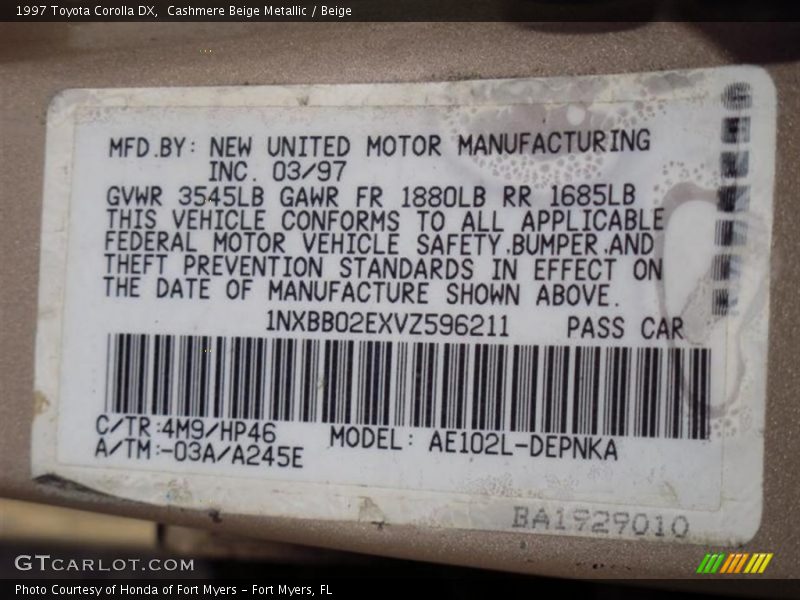 1997 Toyota Corolla DX,  Cashmere Beige Metallic / Beige
MFD.BY: NEW UNITED MOTOR MANUFACTURING
INC. 03/97
GVWR 3545LB GAWR FR 1880LB RR 1685LB
THIS VEHICLE CONFORMS TO ALL APPLICABLE
FEDERAL MOTOR VEHICLE SAFETY,BUMPER,AND
THEFT PREVENTION STANDARDS IN EFFECT ON
THE DATE OF MANUFACTURE SHOWN ABOVE.
1NXBB02EXVZ596211 PASS CAR
C/TR:4M9/HP46
A/TM:-03A/A245E
MODEL: AE102L-DEPNKA
BA1929010
GTCARLOT.COM
Photo Courtesy of Honda of Fort Myers - Fort Myers, FL